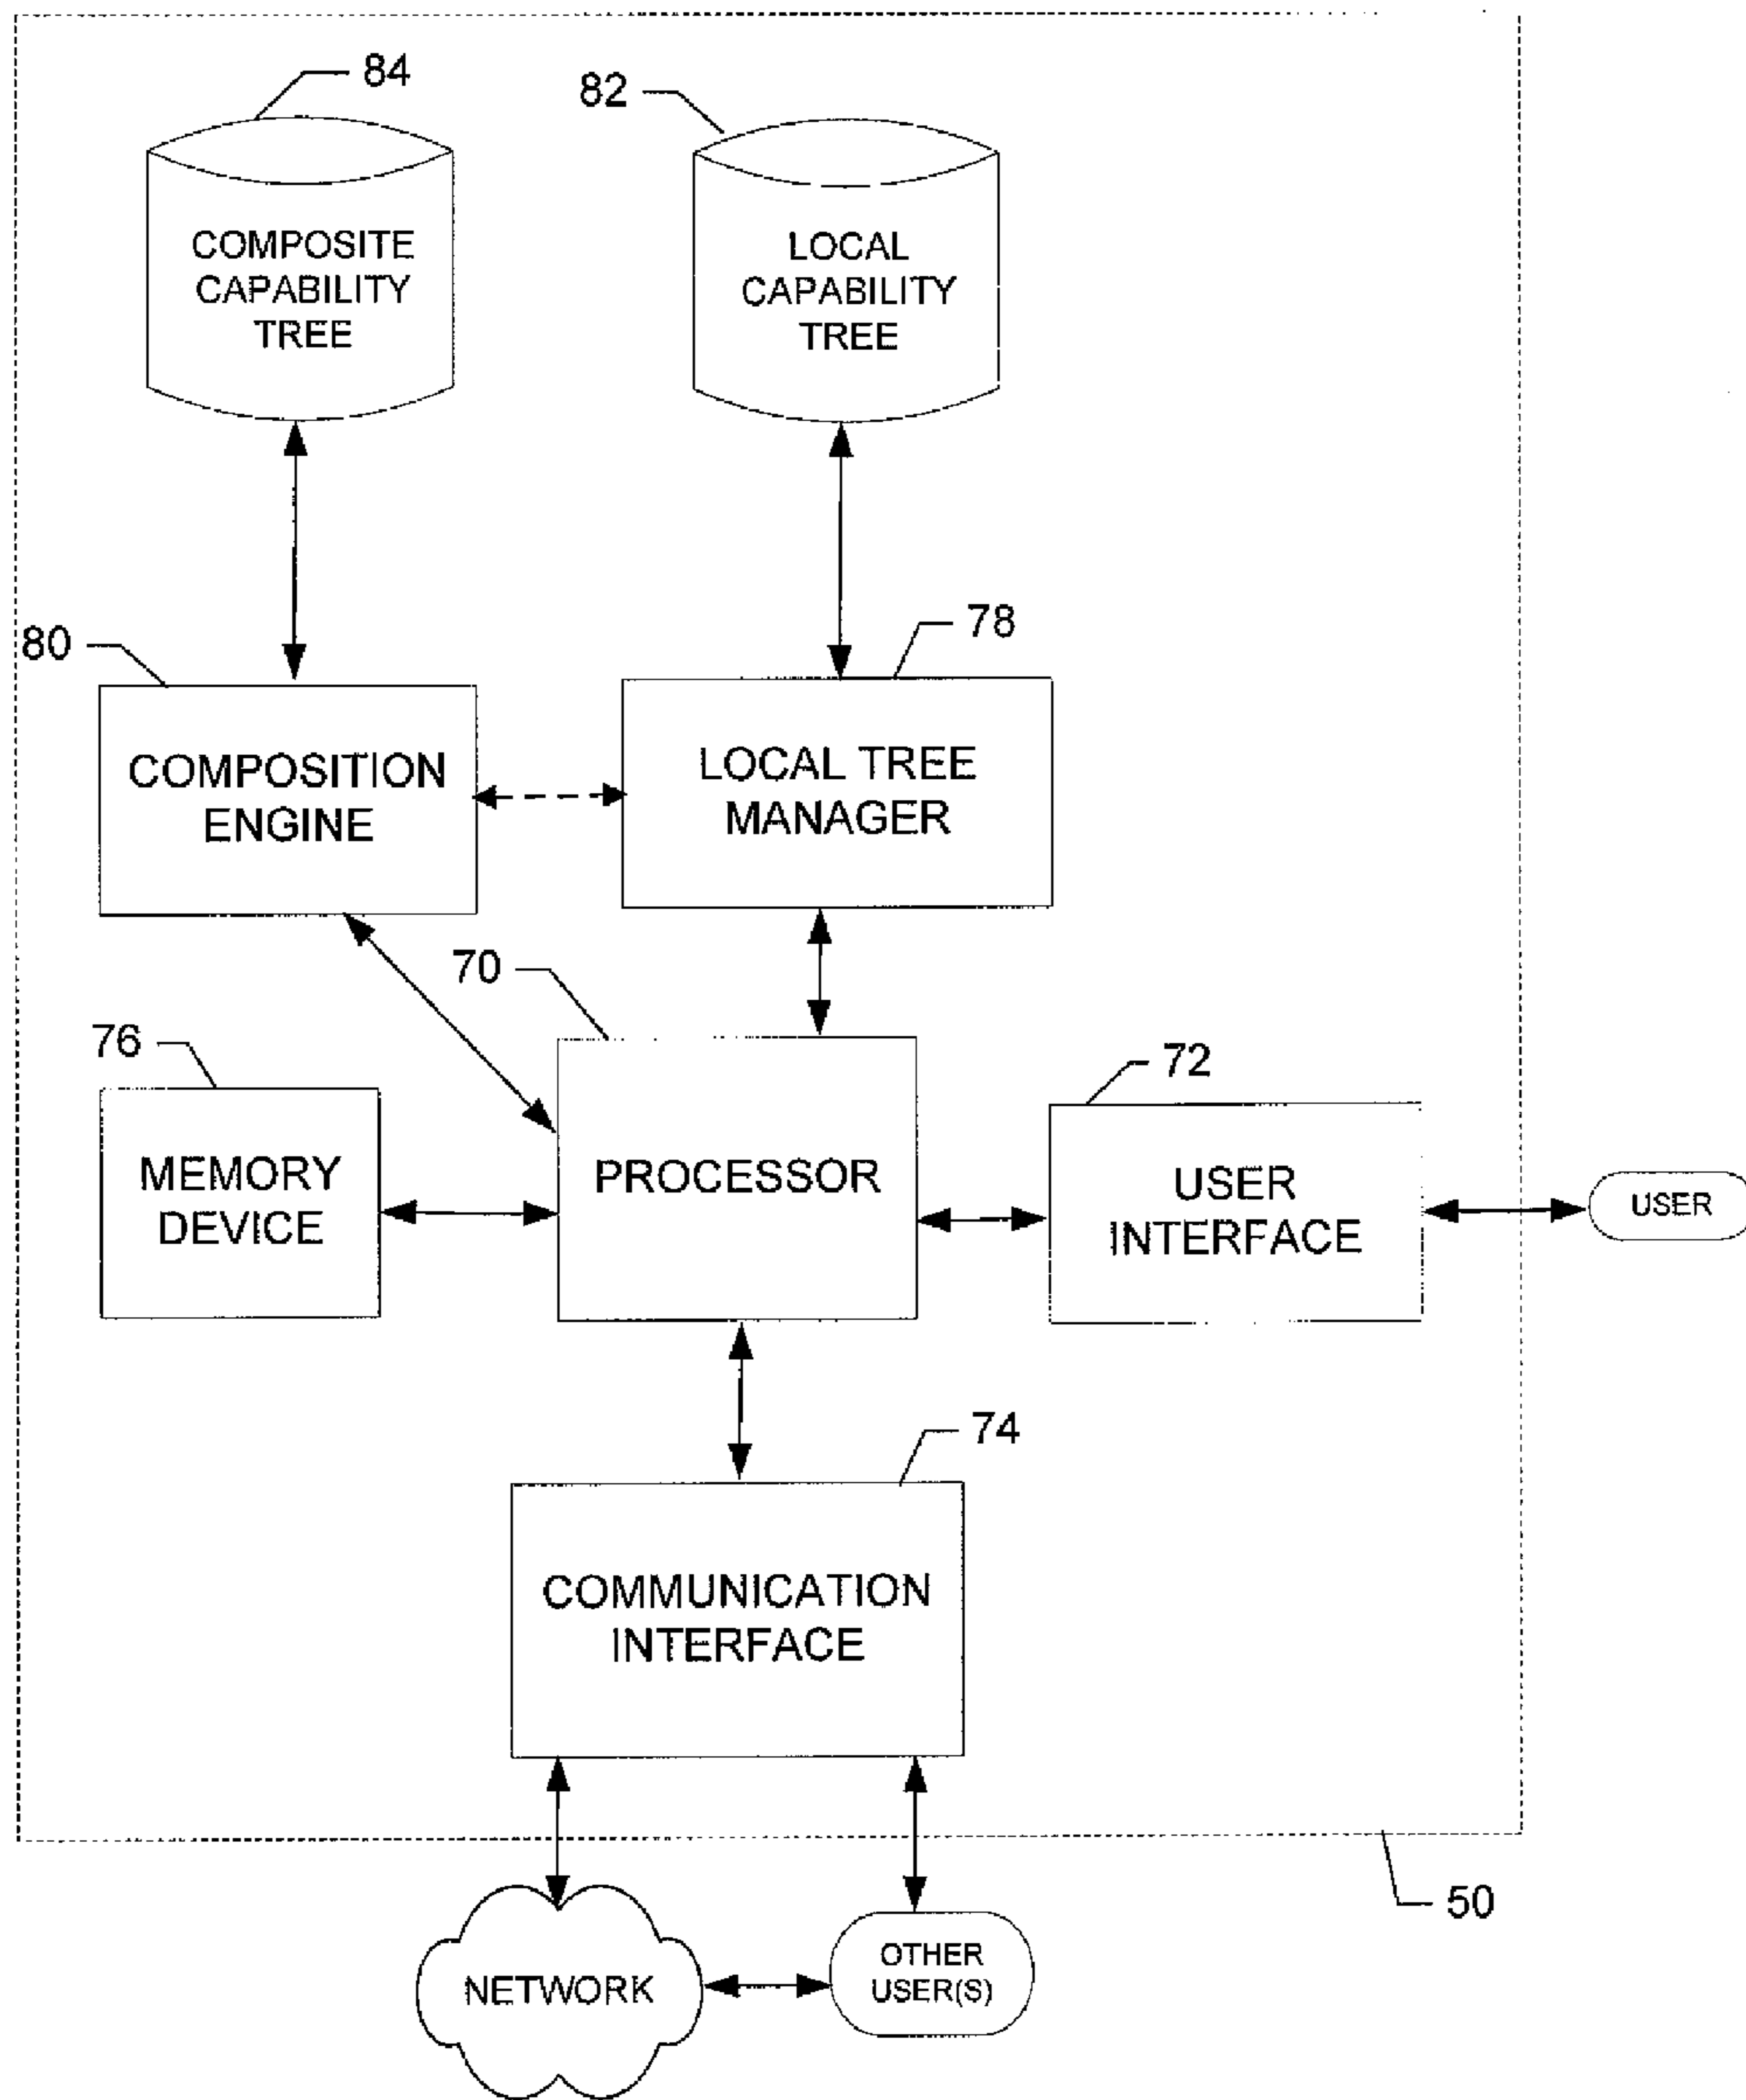 84
82
COMPOSITE
CAPABILITY
TREE
LOCAL
CAPABILITY
TREE
80
78
COMPOSITION
ENGINE
LOCAL TREE
MANAGER
70
76
72
MEMORY
DEVICE
PROCESSOR
USER
INTERFACE
USER
74
COMMUNICATION
INTERFACE
50
NETWORK
OTHER
USER(S)